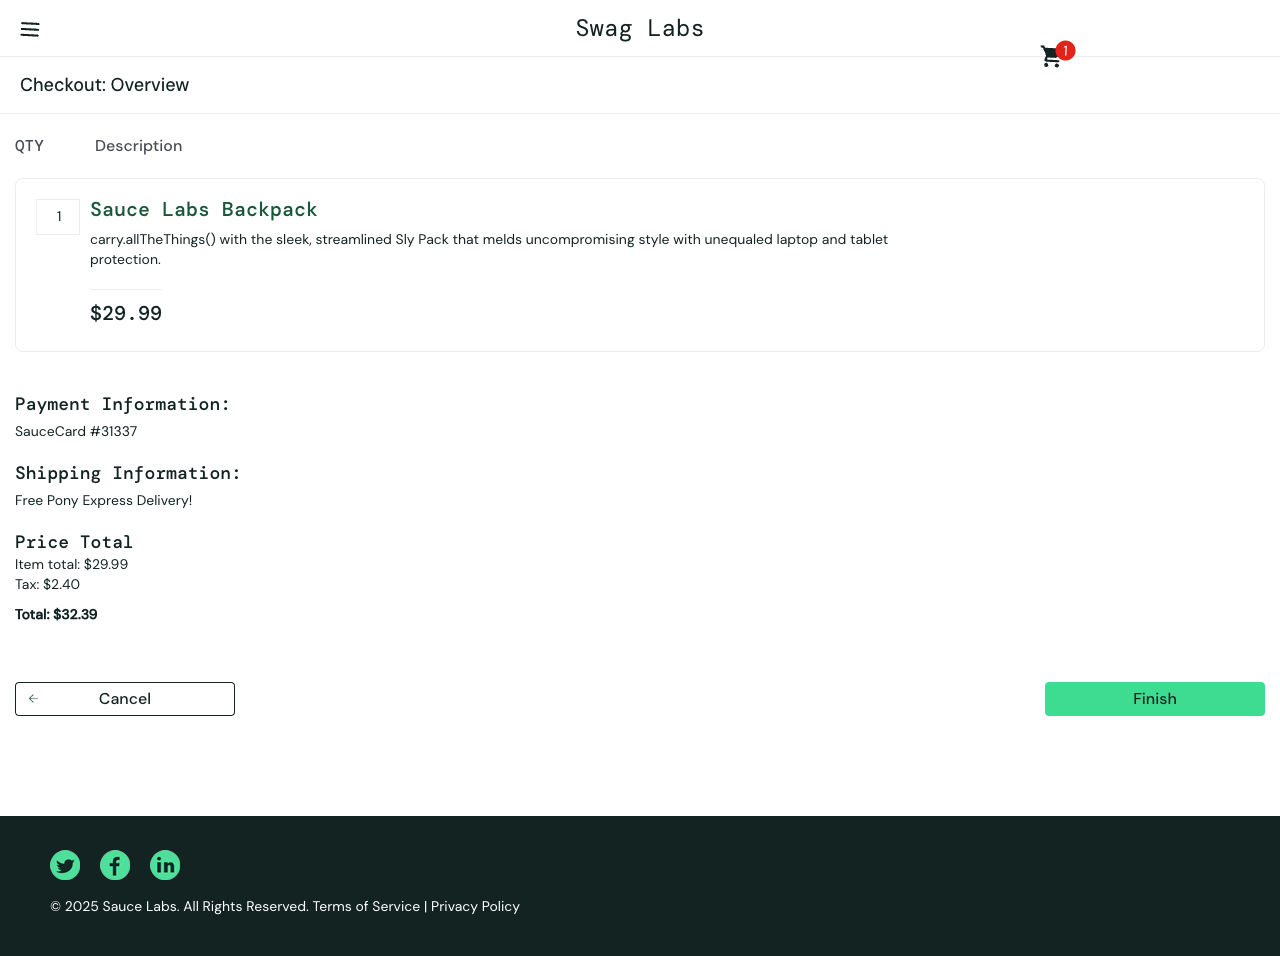 Swag Labs
1
Checkout: Overview
QTY Description
1
Sauce Labs Backpack
carry.allTheThings() with the sleek, streamlined Sly Pack that melds uncompromising style with unequaled laptop and tablet
protection.
$29.99
Payment Information:
SauceCard #31337
Shipping Information:
Free Pony Express Delivery!
Price Total
Item total: $29.99
Tax: $2.40
Total: $32.39
Cancel
Finish
© 2025 Sauce Labs. All Rights Reserved. Terms of Service | Privacy Policy